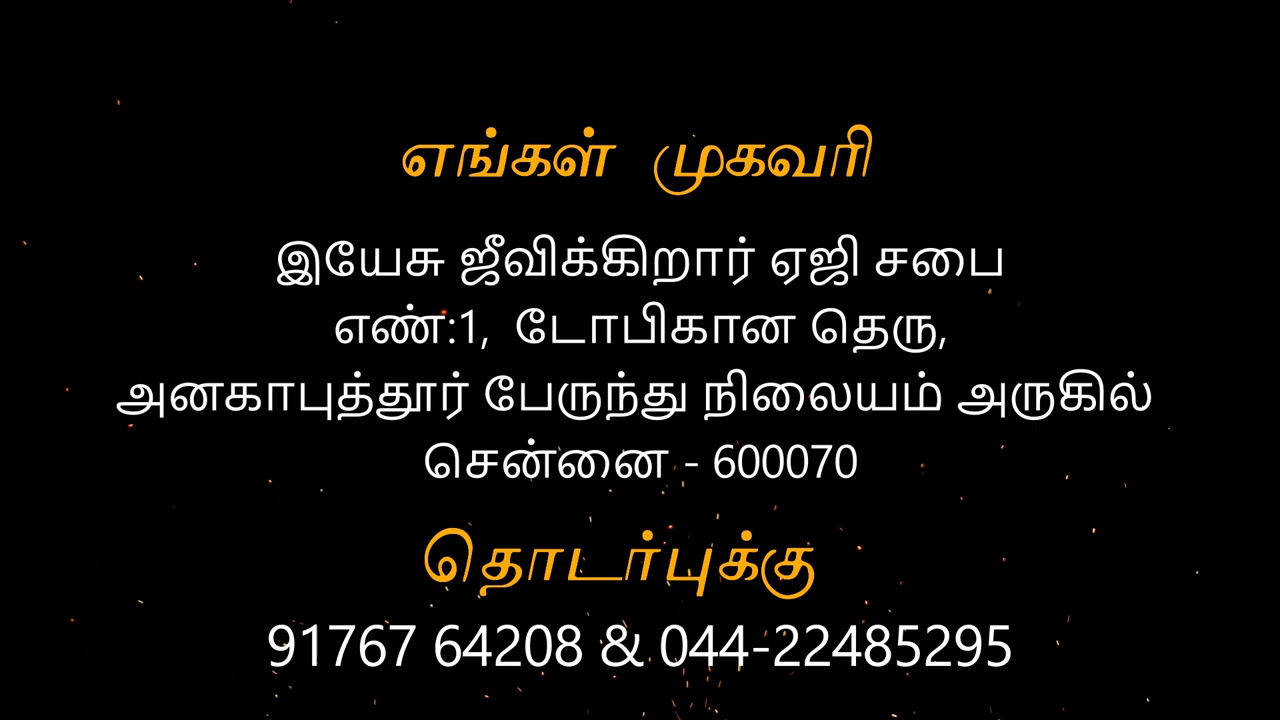 எங்கள் முகவரி
இயேசு ஜீவிக்கிறார் ஏஜி சபை
எண்:1, டோபிகான தெரு,
அனகாபுத்தூர் பேருந்து நிலையம் அருகில்
சென்னை - 600070
தொடர்புக்கு
91767 64208 & 044-22485295